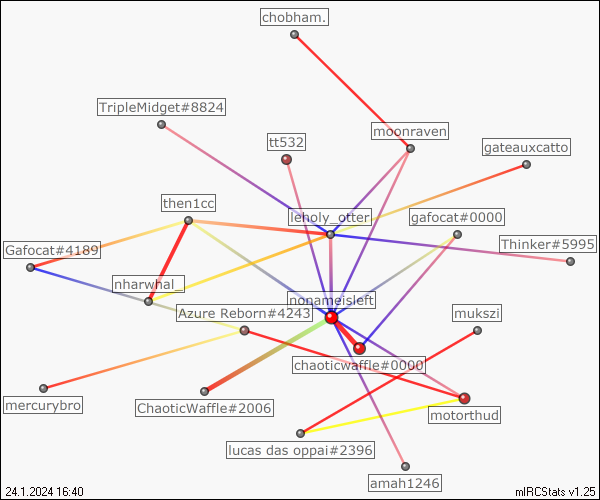 chobham.
TripleMidget#8824
moonraven
tt532
gateauxcatto
then1cc
leholy_otter
gafocat#0000
Gafocat#4189
Thinker#5995
nharwhal_
nonameisleft
Azure Reborn#4243
mukszi
chaoticwaffle#0000
mercurybro
ChaoticWaffle#2006
motorthud
lucas das oppai#2396
amah1246
24.1.2024 16:40
mIRCStats v1.25